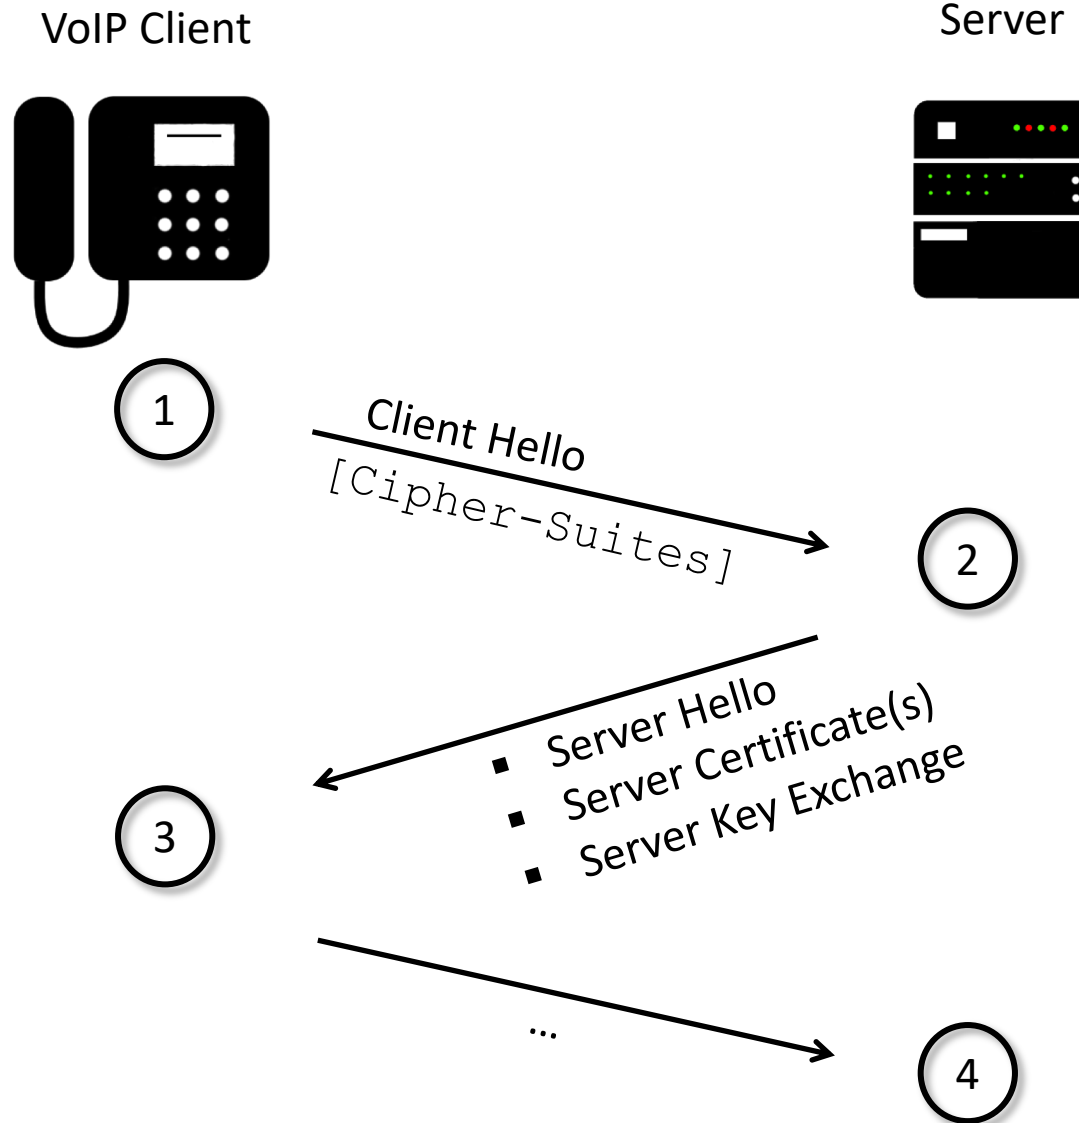 VoIP Client
Server
1
Client Hello
[Cipher-Suites]
2
▪ Server Hello
▪ Server Certificate(s)
▪ Server Key Exchange
3
...
4